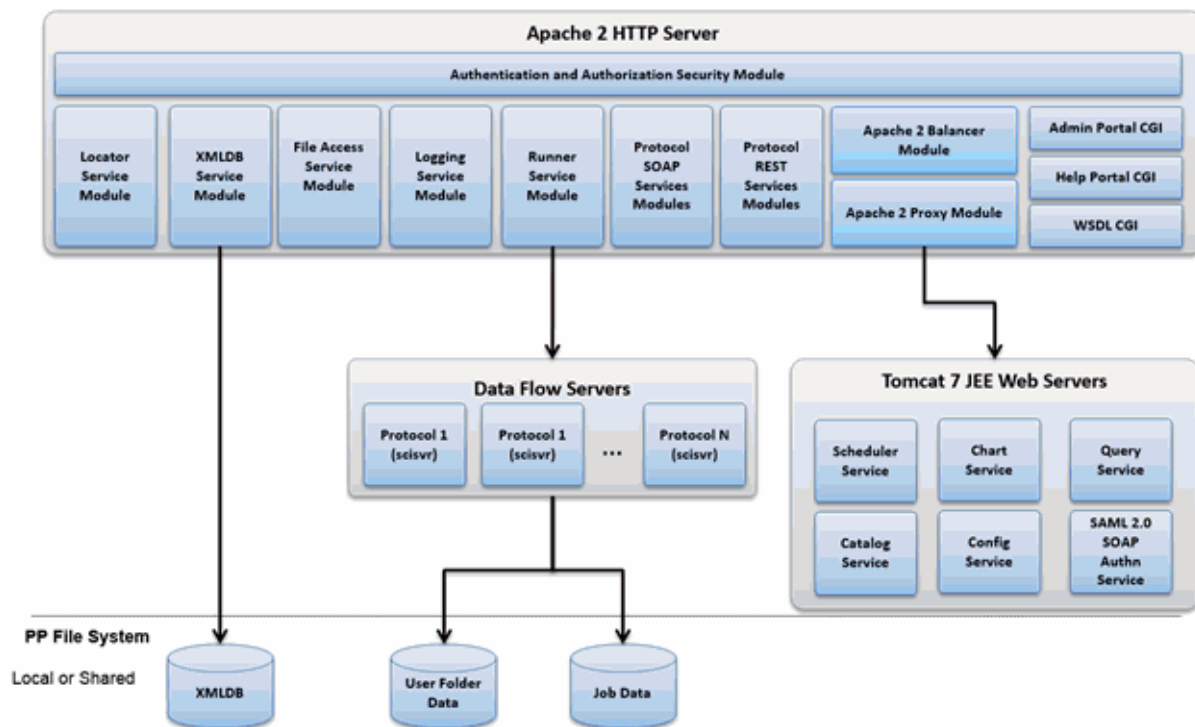 Apache 2 HTTP Server
Authentication and Authorization Security Module
Locator
Service
Module
XMLDB
Service
Module
File Access
Service
Module
Logging
Service
Module
Runner
Service
Module
Protocol
SOAP
Services
Modules
Protocol
REST
Services
Modules
Apache 2 Balancer
Module
Apache 2 Proxy Module
Admin Portal CGI
Help Portal CGI
WSDL CGI
Data Flow Servers
Protocol 1
(scisvr)
Protocol 1
(scisvr)
...
Protocol N
(scisvr)
Tomcat 7 JEE Web Servers
Scheduler
Service
Chart
Service
Query
Service
Catalog
Service
Config
Service
SAML 2.0
SOAP
Authn
Service
PP File System
Local or Shared
XMLDB
User Folder
Data
Job Data